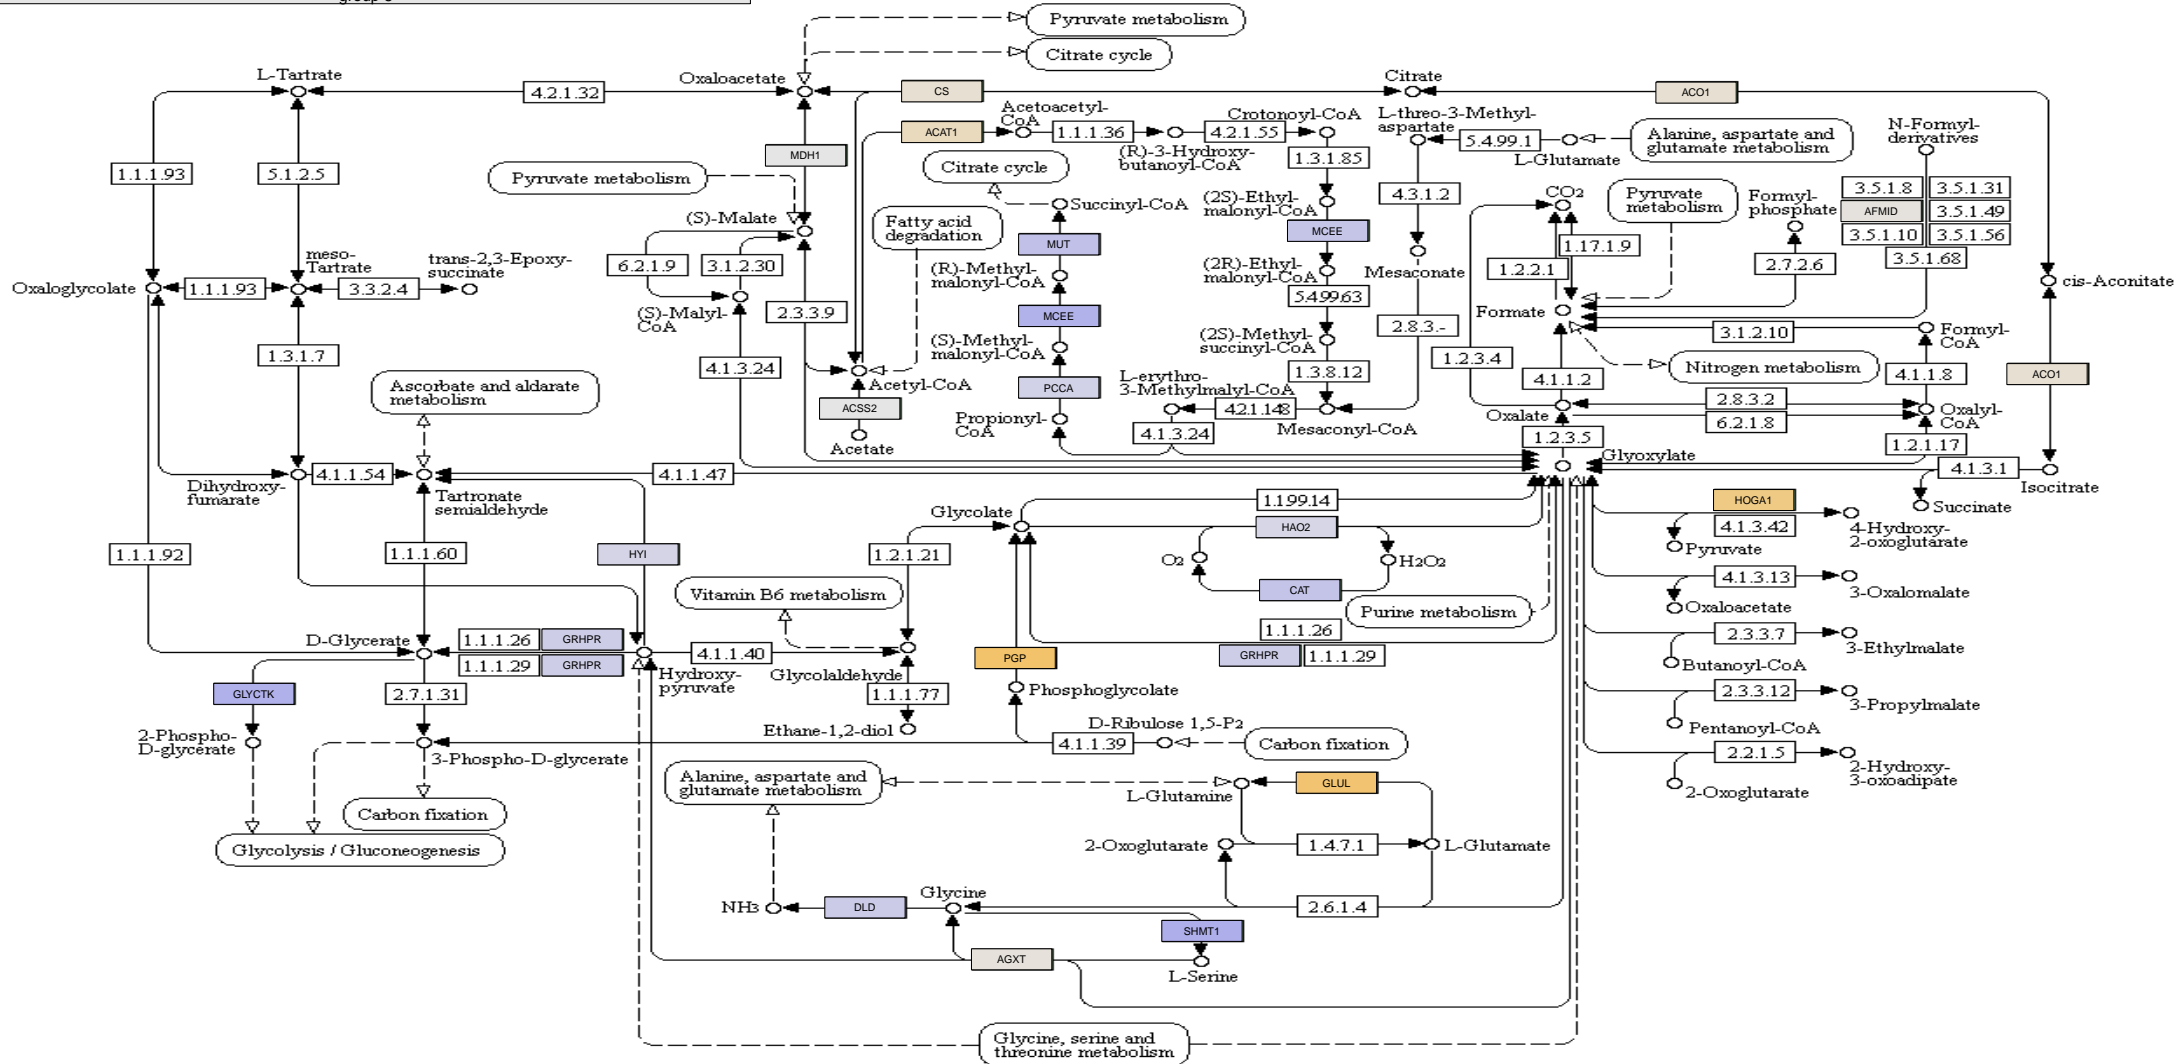 Pyruvate metabolism
Citrate cycle
L-Tartrate
4.2.1.32
Oxaloacetate
CS
Citrate
ACO1
ACAT1
Acetoacetyl-
CoA
1.1.1.36
4.2.1.55
Crotonoyl-CoA
(R)-3-Hydroxy-
butanoyl-CoA
1.3.1.85
L-threo-3-Methyl-
aspartate
5.4.99.1
L-Glutamate
Alanine, aspartate and
glutamate metabolism
N-Formyl-
derivatives
1.1.1.93
5.1.2.5
MDH1
Pyruvate metabolism
Citrate cycle
4.3.1.2
CO2
Pyruvate
metabolism
Formyl-
phosphate
3.5.1.8
3.5.1.31
AFMID
3.5.1.49
3.5.1.10
3.5.1.56
3.5.1.68
(S)-Malate
Fatty acid
degradation
Succinyl-CoA
(2S)-Ethyl-
malonyl-CoA
MUT
MCEE
1.17.1.9
1.2.2.1
2.7.2.6
meso-
Tartrate
trans-2,3-Epoxy-
succinate
6.2.1.9
3.1.2.30
(R)-Methyl-
malonyl-CoA
(2R)-Ethyl-
malonyl-CoA
Mesaconate
Oxaloglycolate
1.1.1.93
3.3.2.4
cis-Aconitate
(S)-Malyl-
CoA
2.3.3.9
MCEE
5.499.63
2.8.3.-
Formate
3.1.2.10
Formyl-
CoA
1.3.1.7
(S)-Methyl-
malonyl-CoA
(2S)-Methyl-
succinyl-CoA
1.2.3.4
Nitrogen metabolism
4.1.3.24
Ascorbate and aldarate
metabolism
Acetyl-CoA
PCCA
L-erythro-
3-Methylmalyl-CoA
1.3.8.12
4.1.1.2
4.1.1.8
ACO1
ACSS2
Propionyl-
CoA
4.2.1.148
Mesaconyl-CoA
Oxalate
2.8.3.2
6.2.1.8
Oxalyl-
CoA
Acetate
4.1.3.24
1.2.3.5
1.2.1.17
Glyoxylate
Dihydroxy-
fumarate
4.1.1.54
Tartronate
semialdehyde
4.1.1.47
4.1.3.1
Isocitrate
Succinate
Glycolate
1.1.99.14
HAO2
HOGA1
4.1.3.42
Pyruvate
4-Hydroxy-
2-oxoglutarate
1.1.1.92
1.1.1.60
HYI
1.2.1.21
O2
H2O2
CAT
4.1.3.13
Oxaloacetate
3-Oxalomalate
Vitamin B6 metabolism
Purine metabolism
D-Glycerate
1.1.1.26
GRHPR
1.1.1.29
GRHPR
Hydroxy-
pyruvate
4.1.1.40
Glycolaldehyde
PGP
1.1.1.26
GRHPR
1.1.1.29
2.3.3.7
Butanoyl-CoA
3-Ethylmalate
GLYCTK
2.7.1.31
1.1.1.77
Phosphoglycolate
2.3.3.12
Pentanoyl-CoA
3-Propylmalate
2-Phospho-
D-glycerate
3-Phospho-D-glycerate
Ethane-1,2-diol
D-Ribulose 1,5-P2
4.1.1.39
Carbon fixation
2.2.1.5
2-Oxoglutarate
2-Hydroxy-
3-oxoadipate
Alanine, aspartate and
glutamate metabolism
L-Glutamine
GLUL
Carbon fixation
Glycolysis / Gluconeogenesis
2-Oxoglutarate
1.4.7.1
L-Glutamate
Glycine
NH3
DLD
2.6.1.4
SHMT1
AGXT
L-Serine
Glycine, serine and
threonine metabolism